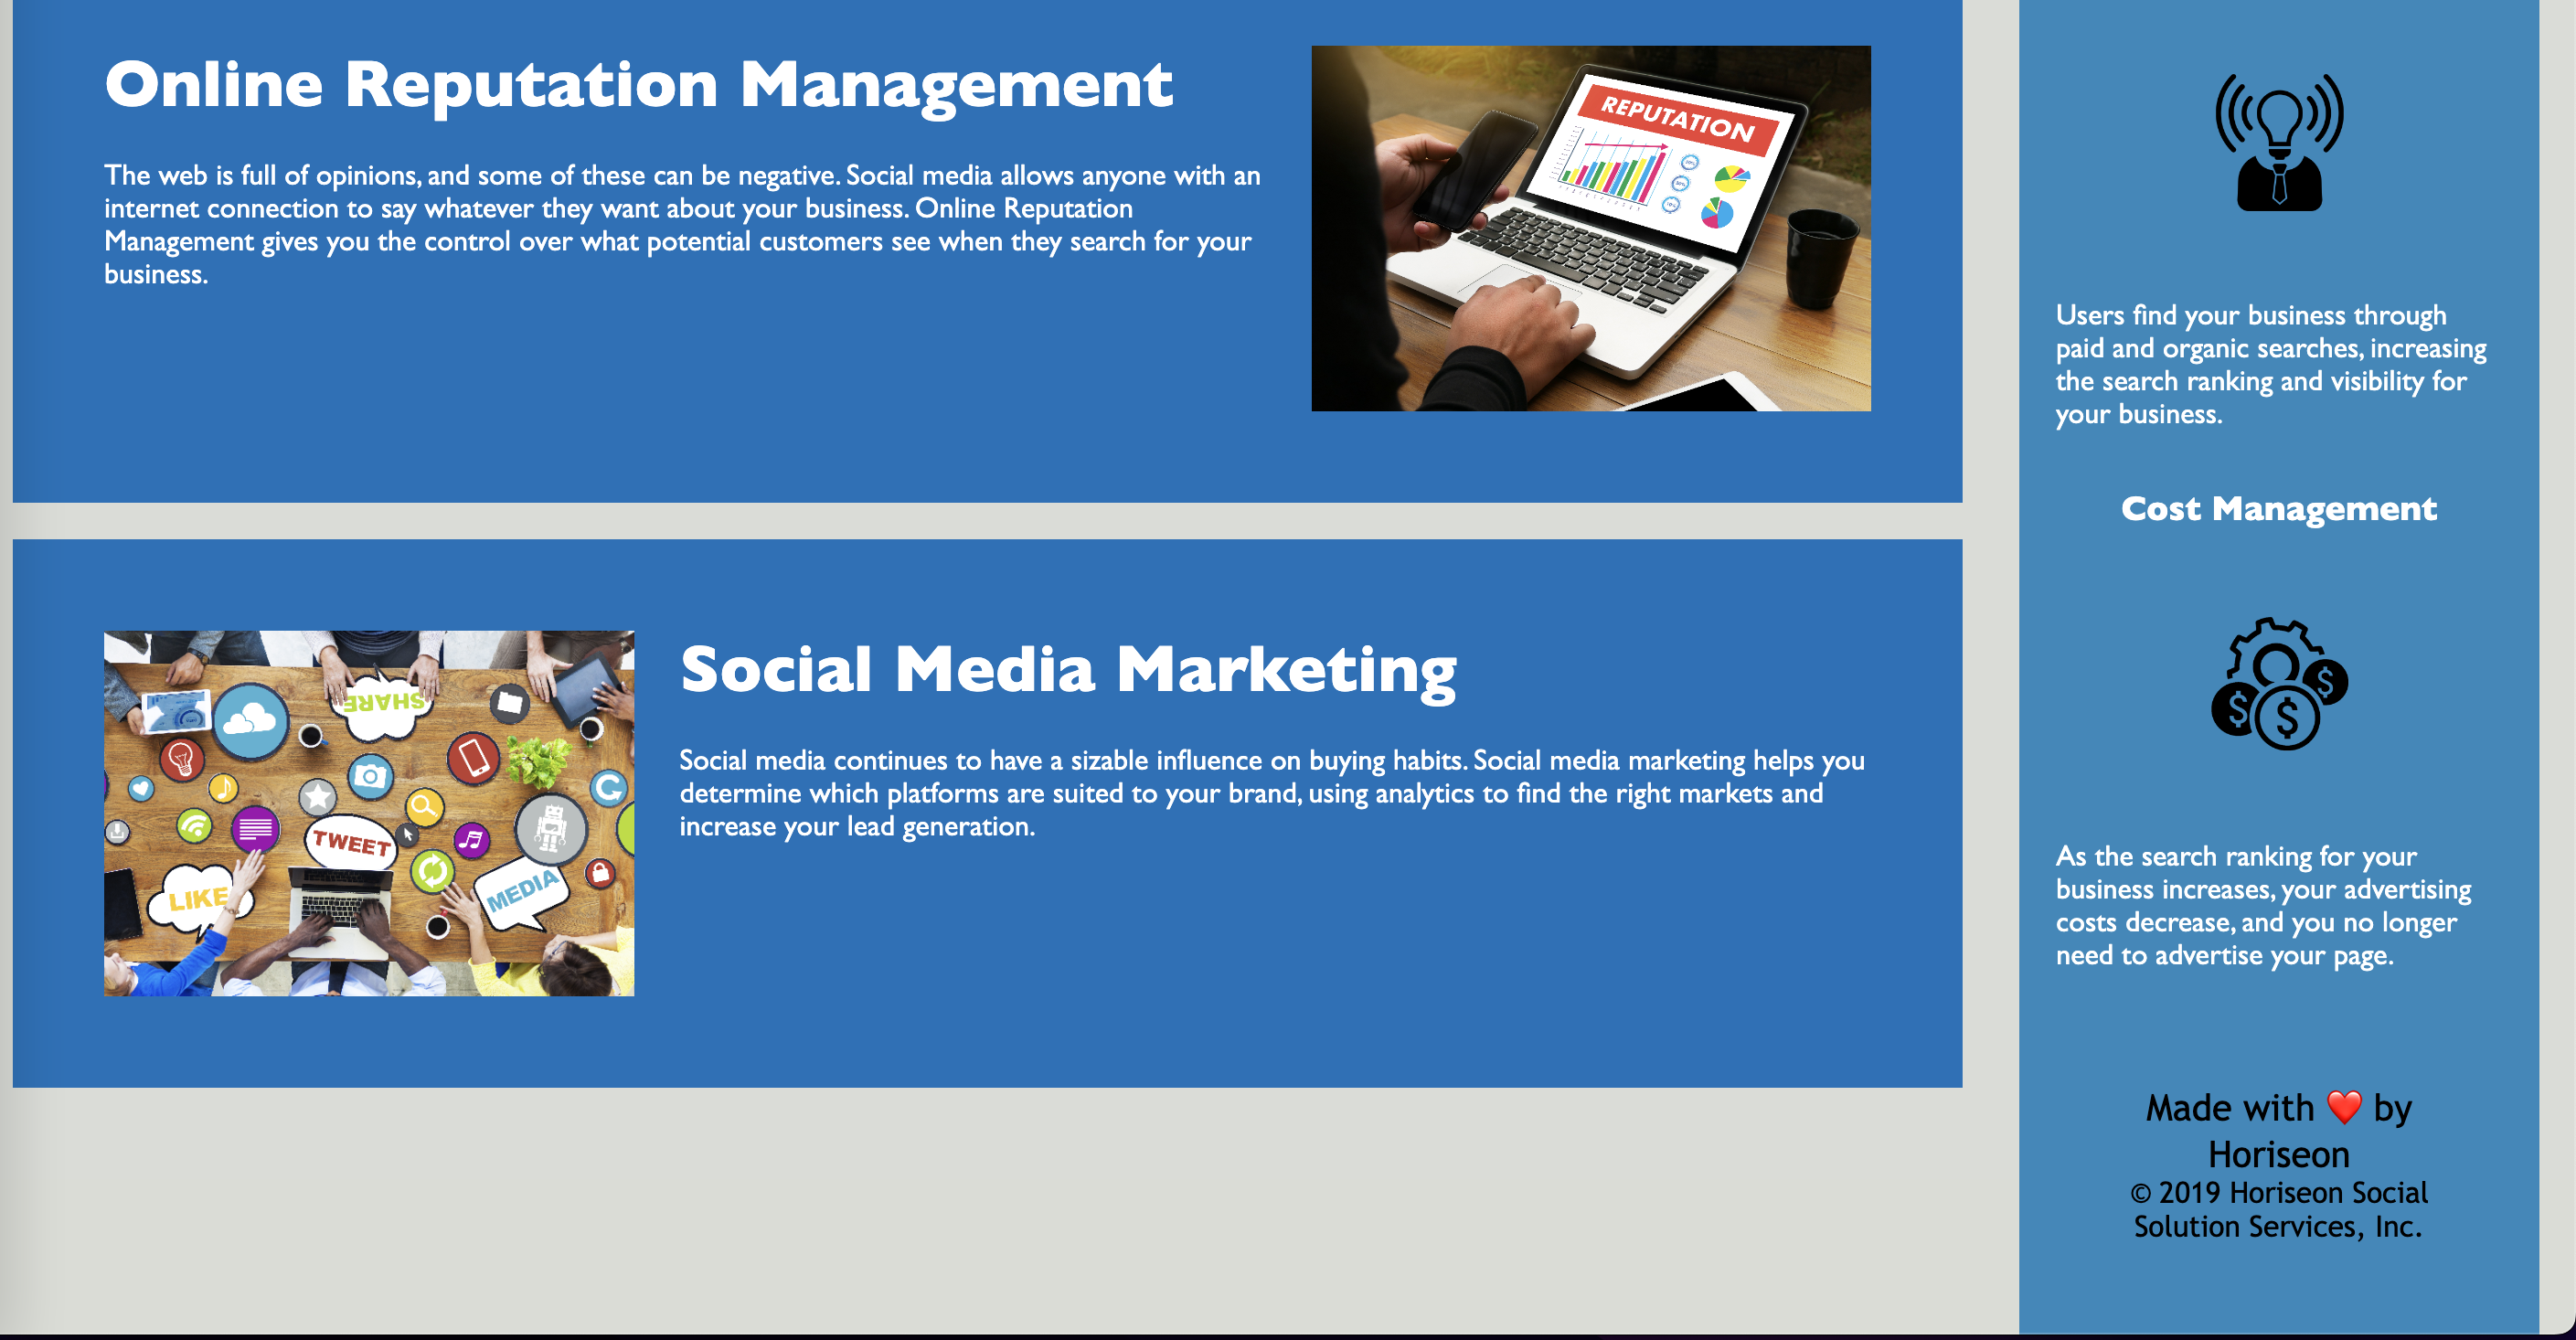 Online Reputation Management
The web is full of opinions, and some of these can be negative. Social media allows anyone with an
internet connection to say whatever they want about your business. Online Reputation
Management gives you the control over what potential customers see when they search for your
business.
REPUTATION
Social Media Marketing
Social media continues to have a sizable influence on buying habits. Social media marketing helps you
determine which platforms are suited to your brand, using analytics to find the right markets and
increase your lead generation.
SHARE
TWEET
LIKE
MEDIA
Users find your business through
paid and organic searches, increasing
the search ranking and visibility for
your business.
Cost Management
$
$
$
As the search ranking for your
business increases, your advertising
costs decrease, and you no longer
need to advertise your page.
Made with ❤️ by
Horiseon
© 2019 Horiseon Social
Solution Services, Inc.